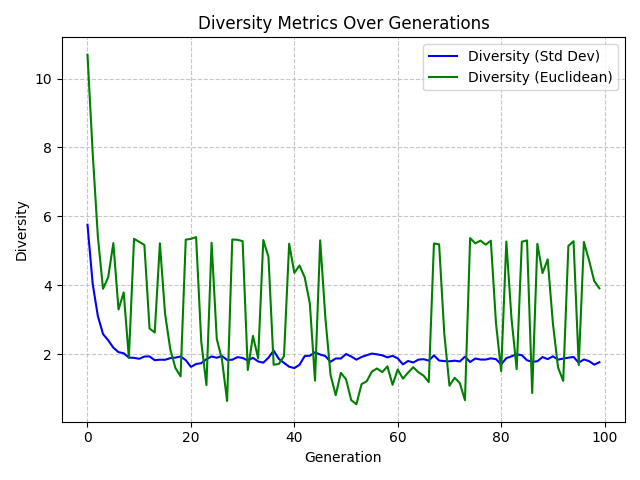 Diversity Metrics Over Generations
Diversity (Std Dev)
Diversity (Euclidean)
Diversity
10
8
6
4
2
0 20 40 60 80 100
Generation